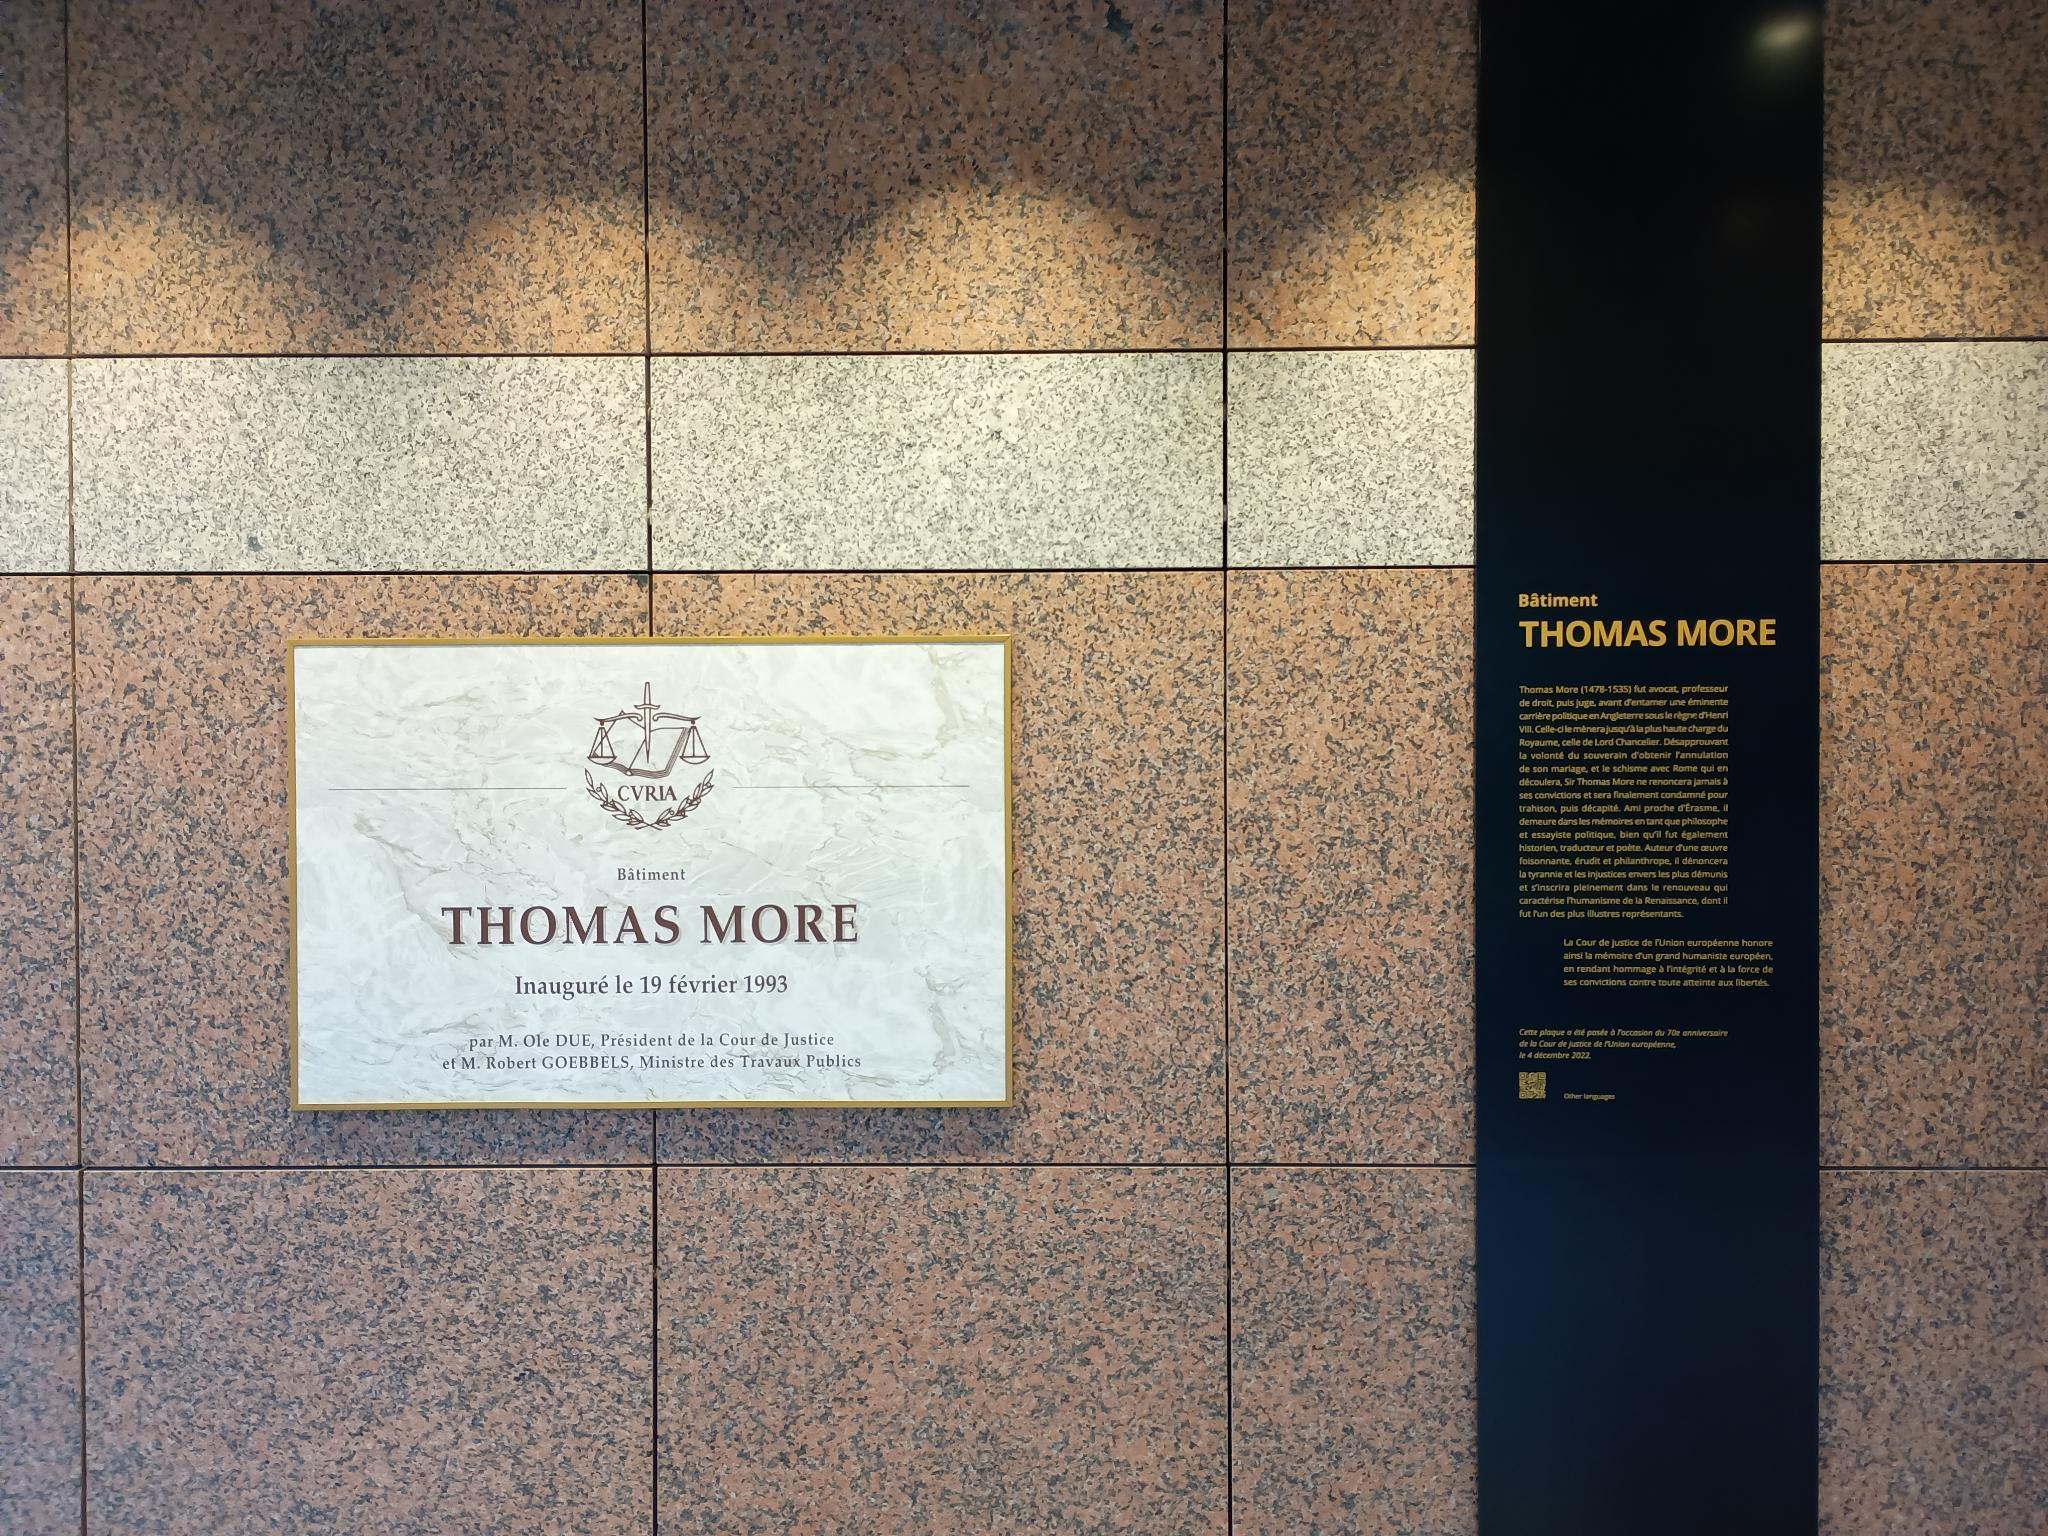 CVRIA
Bâtiment
THOMAS MORE
Inauguré le 19 février 1993
par M. Ole DUE, Président de la Cour de Justice
et M. Robert GOEBBELS, Ministre des Travaux Publics
Bâtiment
THOMAS MORE
Thomas More (1478-1535) fut avocat, professeur
de droit, puis juge, avant d'entamer une éminente
carrière politique en Angleterre sous le règne d'Henri
VIII. Celle-ci le mènera jusqu'à la plus haute charge du
Royaume, celle de Lord Chancelier. Désapprouvant
la volonté du souverain d'obtenir l'annulation
de son mariage, et le schisme avec Rome qui en
découlera, Sir Thomas More ne renoncera jamais à
ses convictions et sera finalement condamné pour
trahison, puis décapité. Ami proche d'Érasme, il
demeure dans les mémoires en tant que philosophe
et essayiste politique, bien qu'il fut également
historien, traducteur et poète. Auteur d'une œuvre
foisonnante, érudit et philanthrope, il dénoncera
la tyrannie et les injustices envers les plus démunis
et s'inscrira pleinement dans le renouveau qui
caractérise l'humanisme de la Renaissance, dont il
fut l'un des plus illustres représentants.
La Cour de justice de l'Union européenne honore
ainsi la mémoire d'un grand humaniste européen,
en rendant hommage à l'intégrité et à la force de
ses convictions contre toute atteinte aux libertés.
Cette plaque a été posée à l'occasion du 70e anniversaire
de la Cour de justice de l'Union européenne,
le 4 décembre 2022.
Other languages